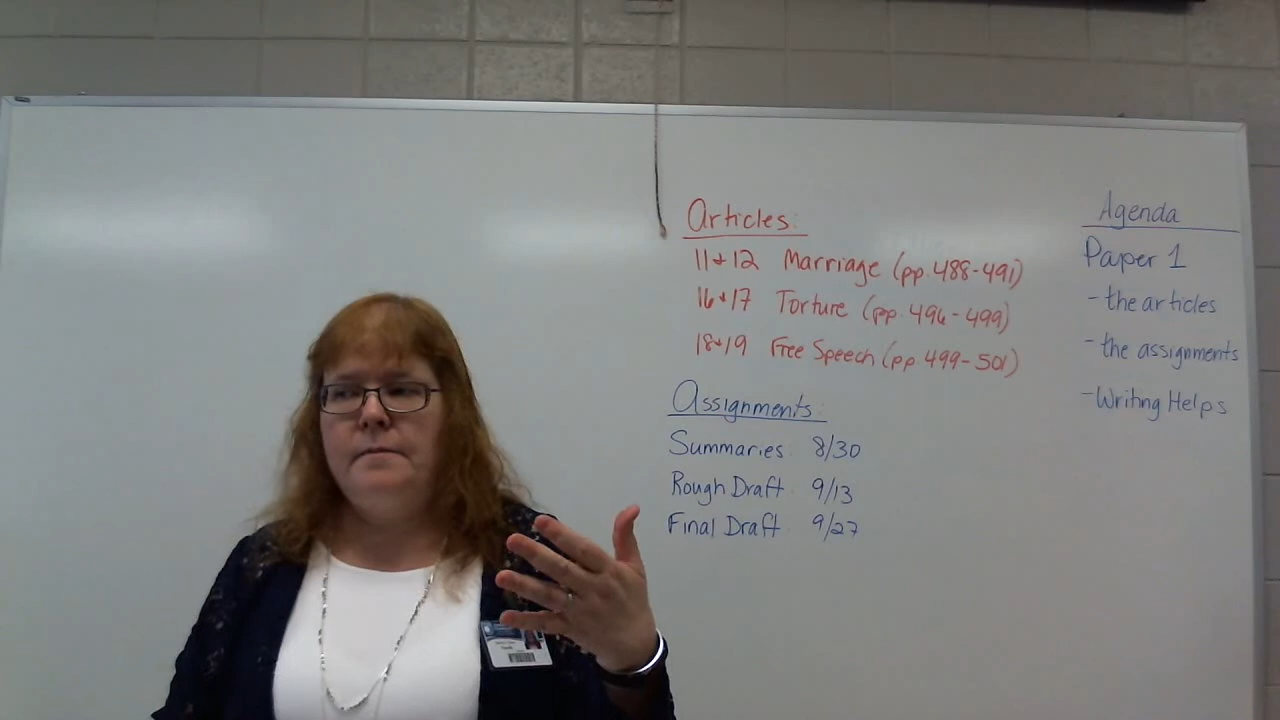 Articles:
11+12 Marriage (pp. 488-491)
16+17 Torture (pp. 496-499)
18+19 Free Speech (pp 499-501)
Assignments:
Summaries 8/30
Rough Draft 9/13
Final Draft 9/27
Agenda
Paper 1
- the articles
- the assignments
- Writing Helps